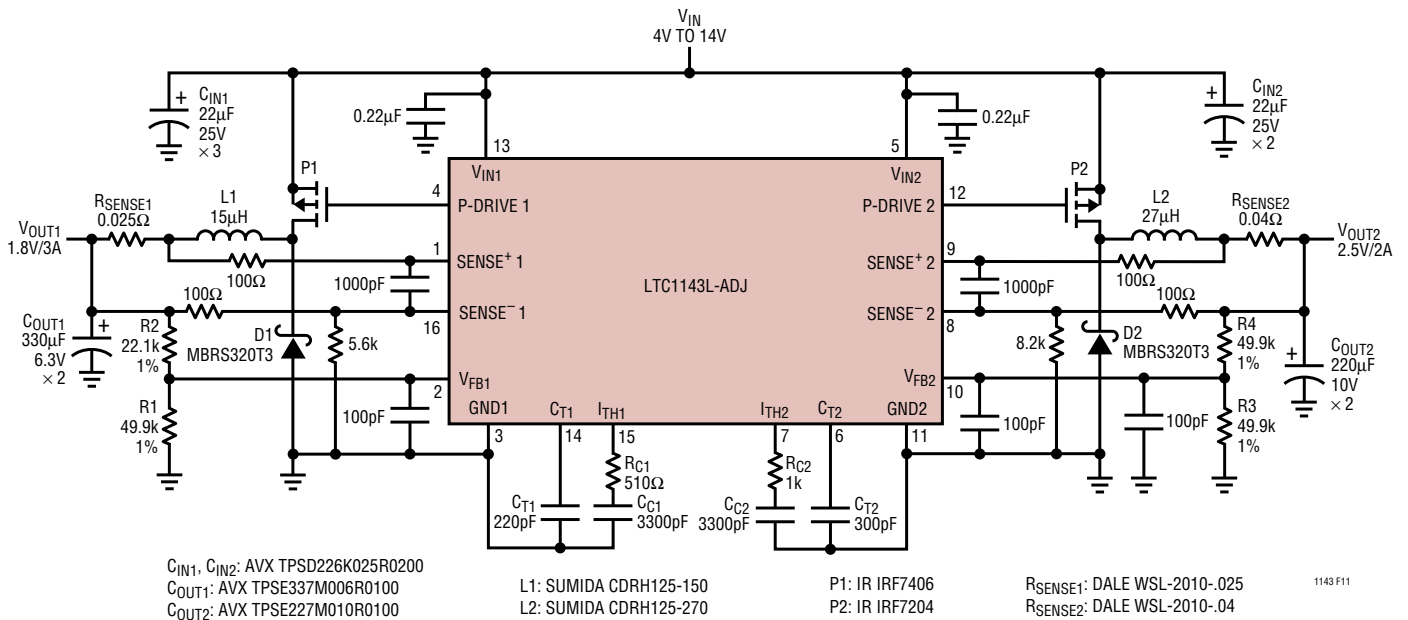 V_IN
4V TO 14V
C_IN1
22µF
25V
× 3
0.22µF
0.22µF
C_IN2
22µF
25V
× 2
13
5
P1
P2
V_IN1
V_IN2
4
P-DRIVE 1
P-DRIVE 2
12
R_SENSE1
0.025Ω
L1
15µH
L2
27µH
R_SENSE2
0.04Ω
V_OUT1
1.8V/3A
V_OUT2
2.5V/2A
1
SENSE+ 1
SENSE+ 2
9
100Ω
1000pF
LTC1143L-ADJ
1000pF
100Ω
100Ω
100Ω
16
SENSE− 1
SENSE− 2
8
C_OUT1
330µF
6.3V
× 2
R2
22.1k
1%
D1
MBRS320T3
5.6k
8.2k
D2
MBRS320T3
R4
49.9k
1%
C_OUT2
220µF
10V
× 2
2
V_FB1
V_FB2
10
R1
49.9k
1%
100pF
GND1
C_T1
I_TH1
I_TH2
C_T2
GND2
100pF
100pF
R3
49.9k
1%
3
14
15
7
6
11
R_C1
510Ω
R_C2
1k
C_T1
220pF
C_C1
3300pF
C_C2
3300pF
C_T2
300pF
C_IN1, C_IN2: AVX TPSD226K025R0200
C_OUT1: AVX TPSE337M006R0100
C_OUT2: AVX TPSE227M010R0100
L1: SUMIDA CDRH125-150
L2: SUMIDA CDRH125-270
P1: IR IRF7406
P2: IR IRF7204
R_SENSE1: DALE WSL-2010-.025
R_SENSE2: DALE WSL-2010-.04
1143 F11